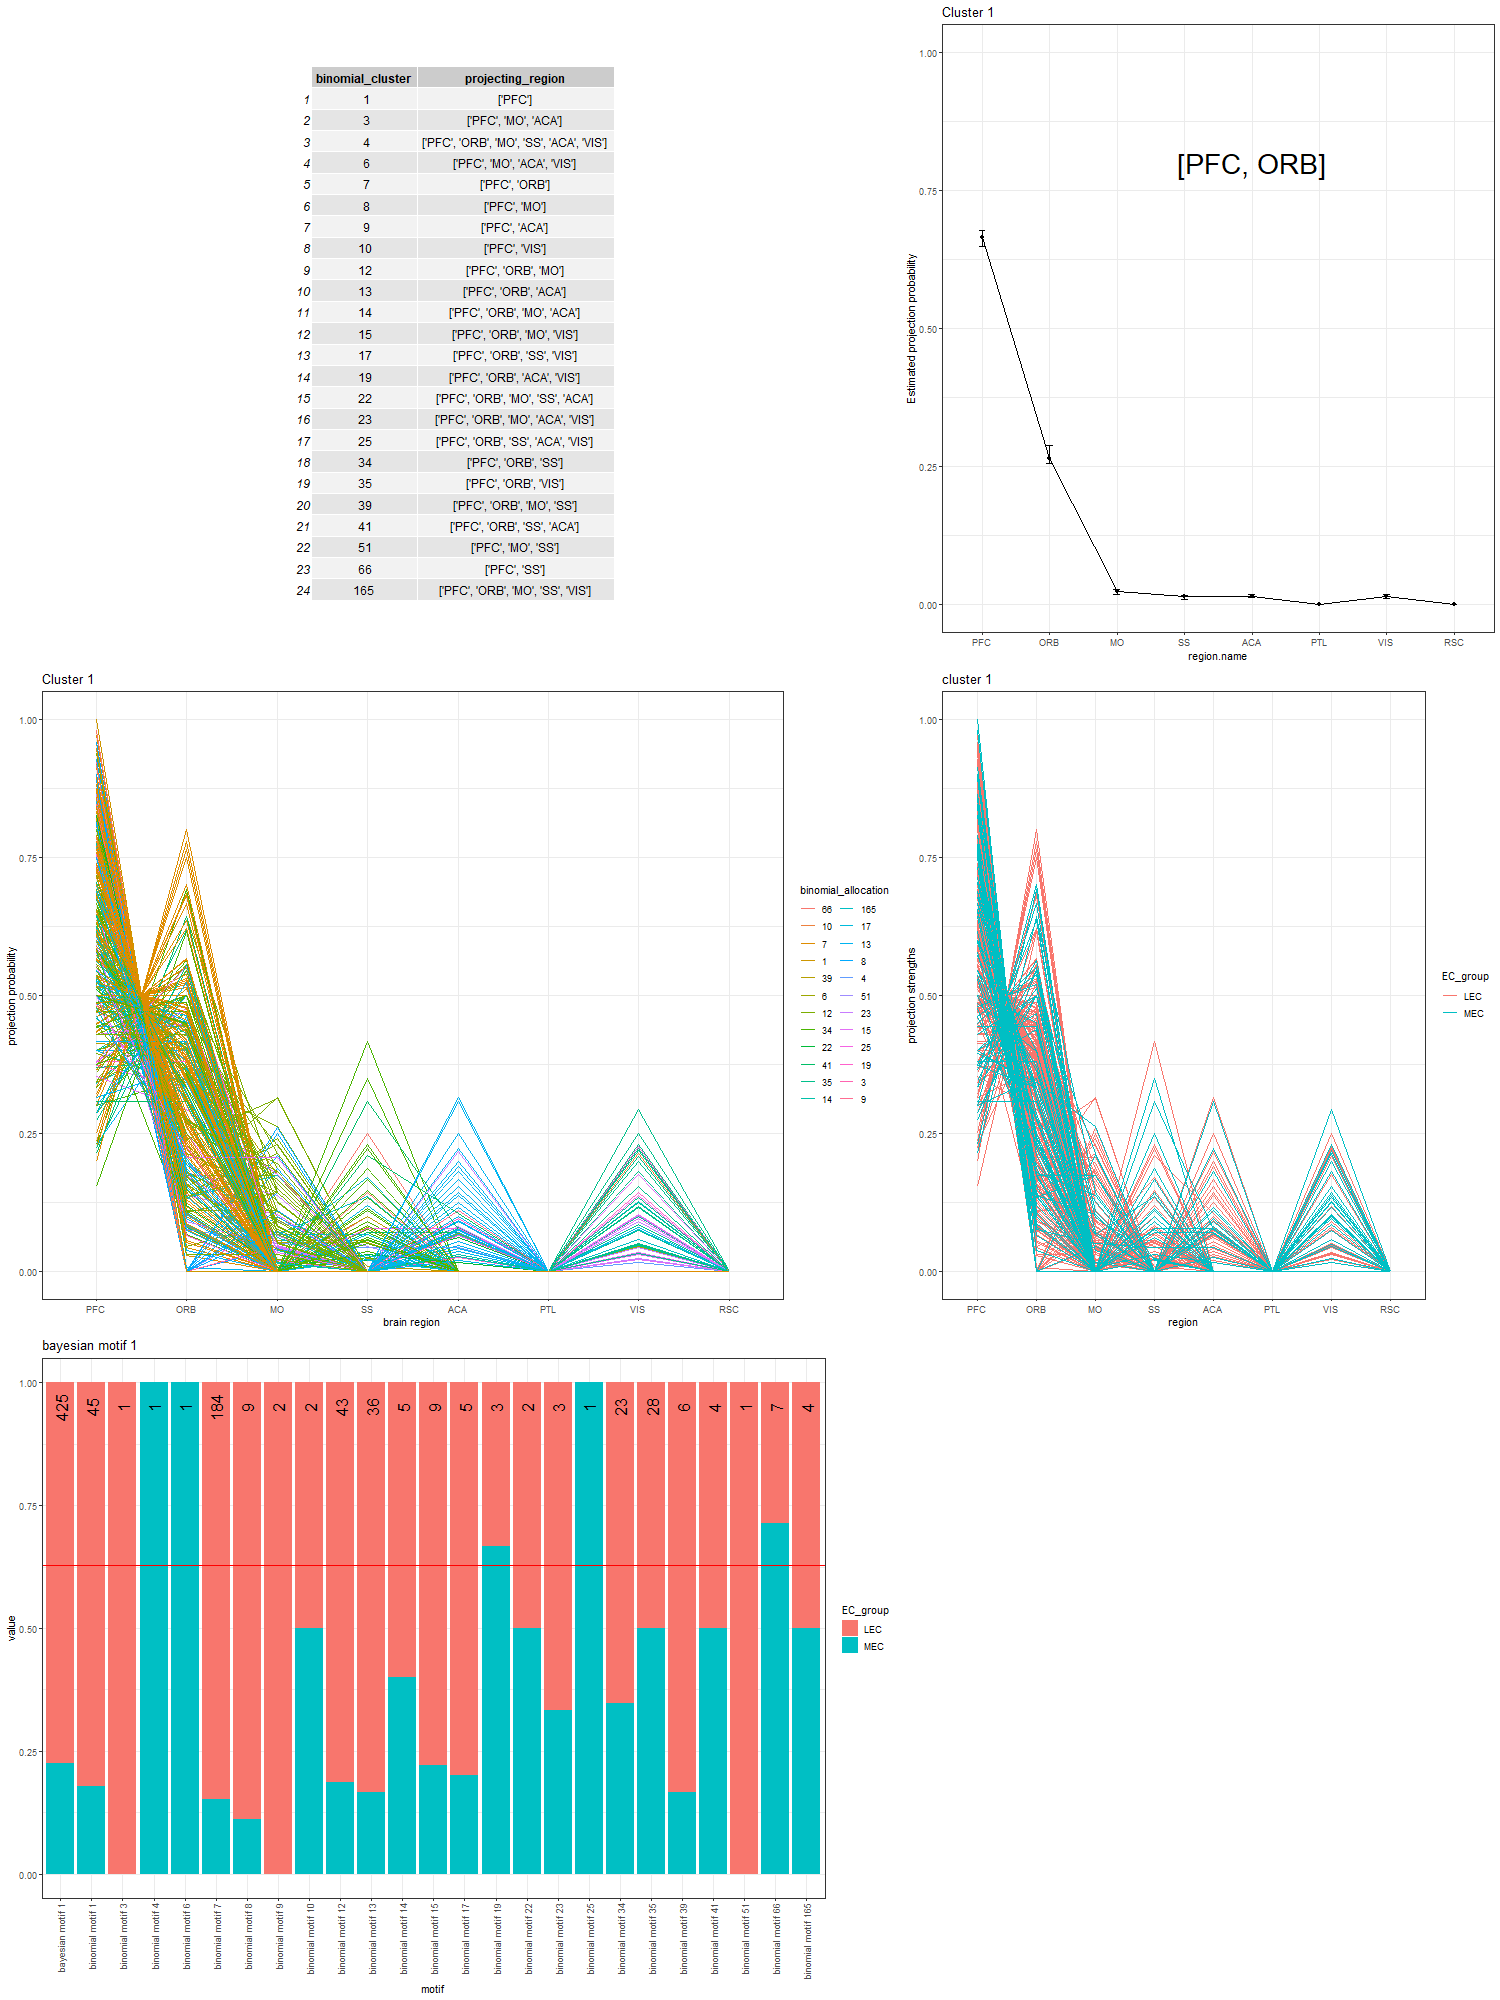 binomial_cluster projecting_region
1 1 ['PFC']
2 3 ['PFC', 'MO', 'ACA']
3 4 ['PFC', 'ORB', 'MO', 'SS', 'ACA', 'VIS']
4 6 ['PFC', 'MO', 'ACA', 'VIS']
5 7 ['PFC', 'ORB']
6 8 ['PFC', 'MO']
7 9 ['PFC', 'ACA']
8 10 ['PFC', 'VIS']
9 12 ['PFC', 'ORB', 'MO']
10 13 ['PFC', 'ORB', 'ACA']
11 14 ['PFC', 'ORB', 'MO', 'ACA']
12 15 ['PFC', 'ORB', 'MO', 'VIS']
13 17 ['PFC', 'ORB', 'SS', 'VIS']
14 19 ['PFC', 'ORB', 'ACA', 'VIS']
15 22 ['PFC', 'ORB', 'MO', 'SS', 'ACA']
16 23 ['PFC', 'ORB', 'MO', 'ACA', 'VIS']
17 25 ['PFC', 'ORB', 'SS', 'ACA', 'VIS']
18 34 ['PFC', 'ORB', 'SS']
19 35 ['PFC', 'ORB', 'VIS']
20 39 ['PFC', 'ORB', 'MO', 'SS']
21 41 ['PFC', 'ORB', 'SS', 'ACA']
22 51 ['PFC', 'MO', 'SS']
23 66 ['PFC', 'SS']
24 165 ['PFC', 'ORB', 'MO', 'SS', 'VIS']
Cluster 1
[PFC, ORB]
Estimated projection probability
1.00
0.75
0.50
0.25
0.00
PFC ORB MO SS ACA PTL VIS RSC
region.name
Cluster 1
projection probability
1.00
0.75
0.50
0.25
0.00
PFC ORB MO SS ACA PTL VIS RSC
brain region
binomial_allocation
66 165
10 17
7 13
1 8
39 4
6 51
12 23
34 15
22 25
41 19
35 3
14 9
cluster 1
projection strengths
1.00
0.75
0.50
0.25
0.00
PFC ORB MO SS ACA PTL VIS RSC
region
EC_group
LEC
MEC
bayesian motif 1
value
1.00
0.75
0.50
0.25
0.00
425 45 1 1 1 184 9 2 2 43 36 5 9 5 3 2 3 1 23 28 6 4 1 7 4
bayesian motif 1
binomial motif 1
binomial motif 3
binomial motif 4
binomial motif 6
binomial motif 7
binomial motif 8
binomial motif 9
binomial motif 10
binomial motif 12
binomial motif 13
binomial motif 14
binomial motif 15
binomial motif 17
binomial motif 19
binomial motif 22
binomial motif 23
binomial motif 25
binomial motif 34
binomial motif 35
binomial motif 39
binomial motif 41
binomial motif 51
binomial motif 66
binomial motif 165
motif
EC_group
LEC
MEC